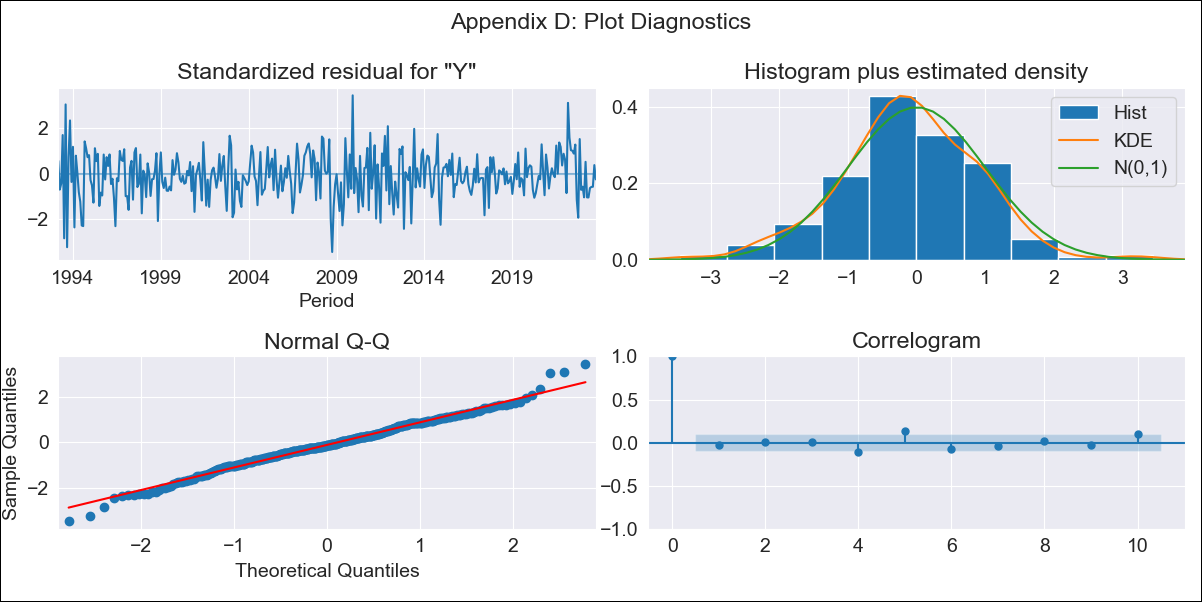 Appendix D: Plot Diagnostics
Standardized residual for "Y"
2
0
−2
1994 1999 2004 2009 2014 2019
Period
Histogram plus estimated density
0.4
0.2
0.0
Hist
KDE
N(0,1)
−3 −2 −1 0 1 2 3
Normal Q-Q
Sample Quantiles
2
0
−2
−2 −1 0 1 2
Theoretical Quantiles
Correlogram
1.0
0.5
0.0
−0.5
−1.0
0 2 4 6 8 10